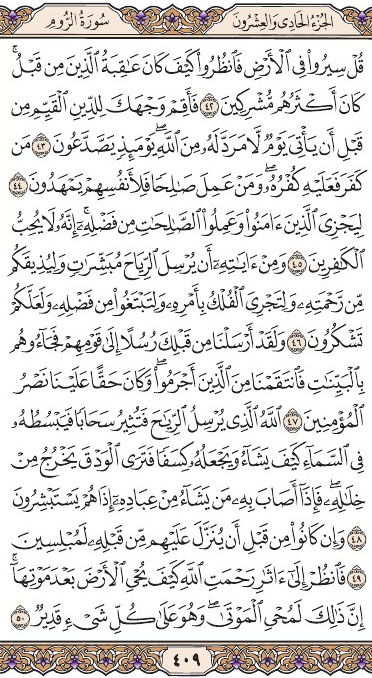 الجزء الحادي والعشرون سورة الروم
قُلْ سِيرُوا۟ فِى ٱلْأَرْضِ فَٱنظُرُوا۟ كَيْفَ كَانَ عَٰقِبَةُ ٱلَّذِينَ مِن قَبْلُ ۚ
كَانَ أَكْثَرُهُم مُّشْرِكِينَ ٤٢ فَأَقِمْ وَجْهَكَ لِلدِّينِ ٱلْقَيِّمِ مِن
قَبْلِ أَن يَأْتِىَ يَوْمٌ لَّا مَرَدَّ لَهُۥ مِنَ ٱللَّهِ ۖ يَوْمَئِذٍ يَصَّدَّعُونَ ٤٣ مَن
كَفَرَ فَعَلَيْهِ كُفْرُهُۥ ۖ وَمَنْ عَمِلَ صَٰلِحًا فَلِأَنفُسِهِمْ يَمْهَدُونَ ٤٤
لِيَجْزِىَ ٱلَّذِينَ ءَامَنُوا۟ وَعَمِلُوا۟ ٱلصَّٰلِحَٰتِ مِن فَضْلِهِۦٓ ۚ إِنَّهُۥ لَا يُحِبُّ
ٱلْكَٰفِرِينَ ٤٥ وَمِنْ ءَايَٰتِهِۦٓ أَن يُرْسِلَ ٱلرِّيَاحَ مُبَشِّرَٰتٍ وَلِيُذِيقَكُم
مِّن رَّحْمَتِهِۦ وَلِتَجْرِىَ ٱلْفُلْكُ بِأَمْرِهِۦ وَلِتَبْتَغُوا۟ مِن فَضْلِهِۦ وَلَعَلَّكُمْ
تَشْكُرُونَ ٤٦ وَلَقَدْ أَرْسَلْنَا مِن قَبْلِكَ رُسُلًا إِلَىٰ قَوْمِهِمْ فَجَآءُوهُم
بِٱلْبَيِّنَٰتِ فَٱنتَقَمْنَا مِنَ ٱلَّذِينَ أَجْرَمُوا۟ ۖ وَكَانَ حَقًّا عَلَيْنَا نَصْرُ
ٱلْمُؤْمِنِينَ ٤٧ ٱللَّهُ ٱلَّذِى يُرْسِلُ ٱلرِّيَٰحَ فَتُثِيرُ سَحَابًا فَيَبْسُطُهُۥ
فِى ٱلسَّمَآءِ كَيْفَ يَشَآءُ وَيَجْعَلُهُۥ كِسَفًا فَتَرَى ٱلْوَدْقَ يَخْرُجُ مِنْ
خِلَٰلِهِۦ ۖ فَإِذَآ أَصَابَ بِهِۦ مَن يَشَآءُ مِنْ عِبَادِهِۦٓ إِذَا هُمْ يَسْتَبْشِرُونَ
٤٨ وَإِن كَانُوا۟ مِن قَبْلِ أَن يُنَزَّلَ عَلَيْهِم مِّن قَبْلِهِۦ لَمُبْلِسِينَ
٤٩ فَٱنظُرْ إِلَىٰٓ ءَاثَٰرِ رَحْمَتِ ٱللَّهِ كَيْفَ يُحْىِ ٱلْأَرْضَ بَعْدَ مَوْتِهَآ ۚ
إِنَّ ذَٰلِكَ لَمُحْىِ ٱلْمَوْتَىٰ ۖ وَهُوَ عَلَىٰ كُلِّ شَىْءٍ قَدِيرٌ ٥٠
٤٠٩